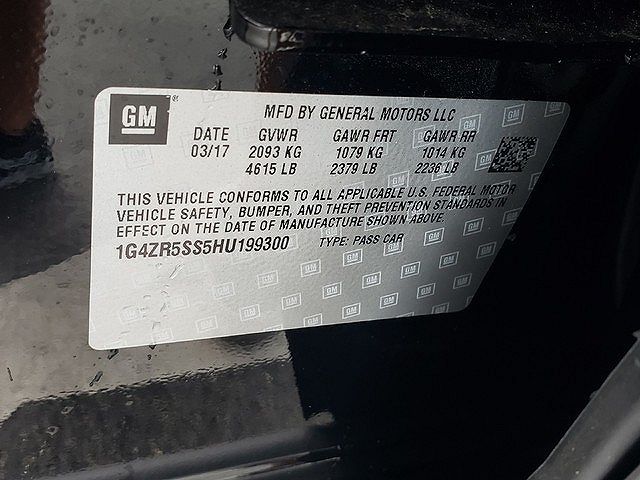 GM
MFD BY GENERAL MOTORS LLC
DATE GVWR GAWR FRT GAWR RR
03/17 2093 KG 1079 KG 1014 KG
4615 LB 2379 LB 2236 LB
THIS VEHICLE CONFORMS TO ALL APPLICABLE U.S. FEDERAL MOTOR
VEHICLE SAFETY, BUMPER, AND THEFT PREVENTION STANDARDS IN
EFFECT ON THE DATE OF MANUFACTURE SHOWN ABOVE.
1G4ZR5SS5HU199300 TYPE: PASS CAR